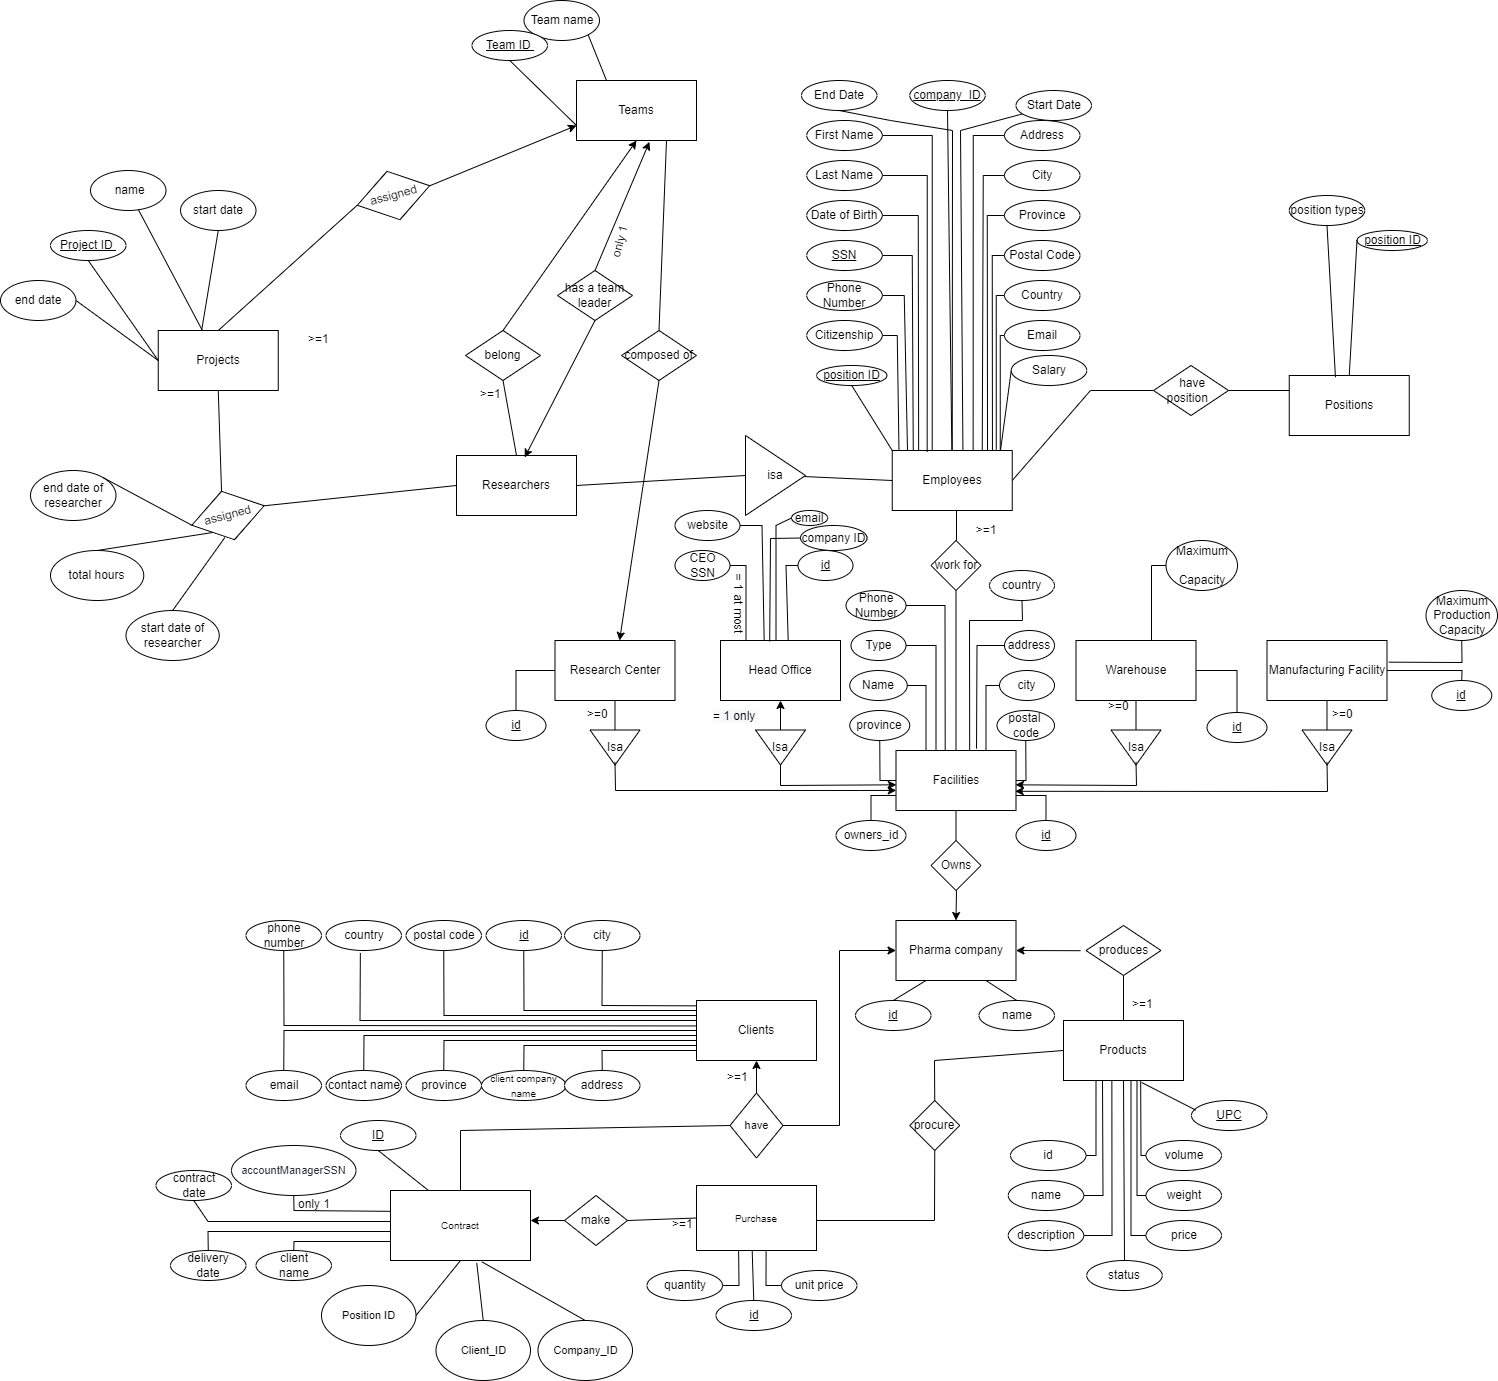 Team name
Team ID
Teams
End Date
company_ID
Start Date
First Name
Address
Last Name
City
Date of Birth
Province
SSN
Postal Code
Phone
Number
Country
Citizenship
Email
position ID
Salary
Employees
name
start date
Project ID
end date
Projects
>=1
assigned
only 1
has a team
leader
belong
>=1
composed of
position types
position ID
have
position
Positions
Researchers
isa
end date of
researcher
assigned
total hours
start date of
researcher
website
email
company ID
CEO
SSN
id
= 1 at most
>=1
work for
country
Phone
Number
Type
address
Name
city
province
postal
code
Maximum
Capacity
Maximum
Production
Capacity
Research Center
Head Office
Warehouse
Manufacturing Facility
id
id
id
>=0
= 1 only
>=0
>=0
Isa
Isa
Isa
Isa
Facilities
owners_id
id
Owns
Pharma company
produces
id
name
>=1
phone
number
country
postal code
id
city
Clients
email
contact name
province
client company
name
address
>=1
Products
UPC
have
procure
ID
accountManagerSSN
only 1
contract
date
Contract
delivery
date
client
name
make
>=1
Purchase
quantity
unit price
id
Position ID
Client_ID
Company_ID
id
volume
name
weight
description
price
status